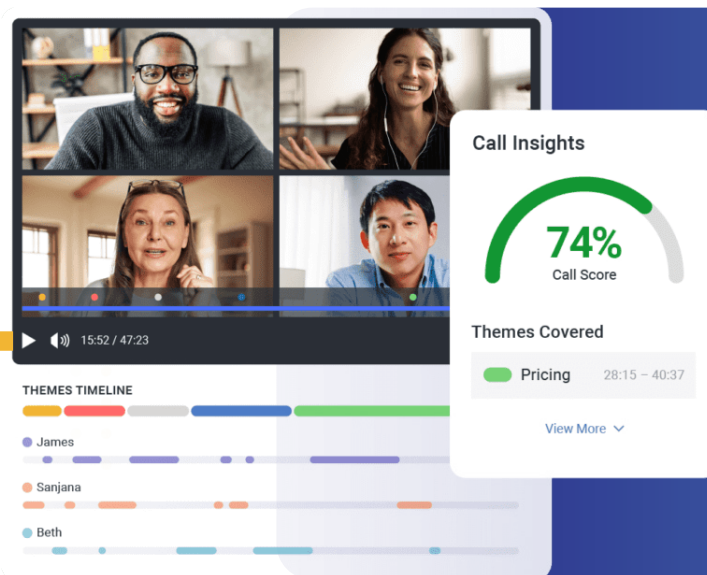 Call Insights
74%
Call Score
Themes Covered
Pricing 28:15 – 40:37
View More
15:52 / 47:23
THEMES TIMELINE
James
Sanjana
Beth